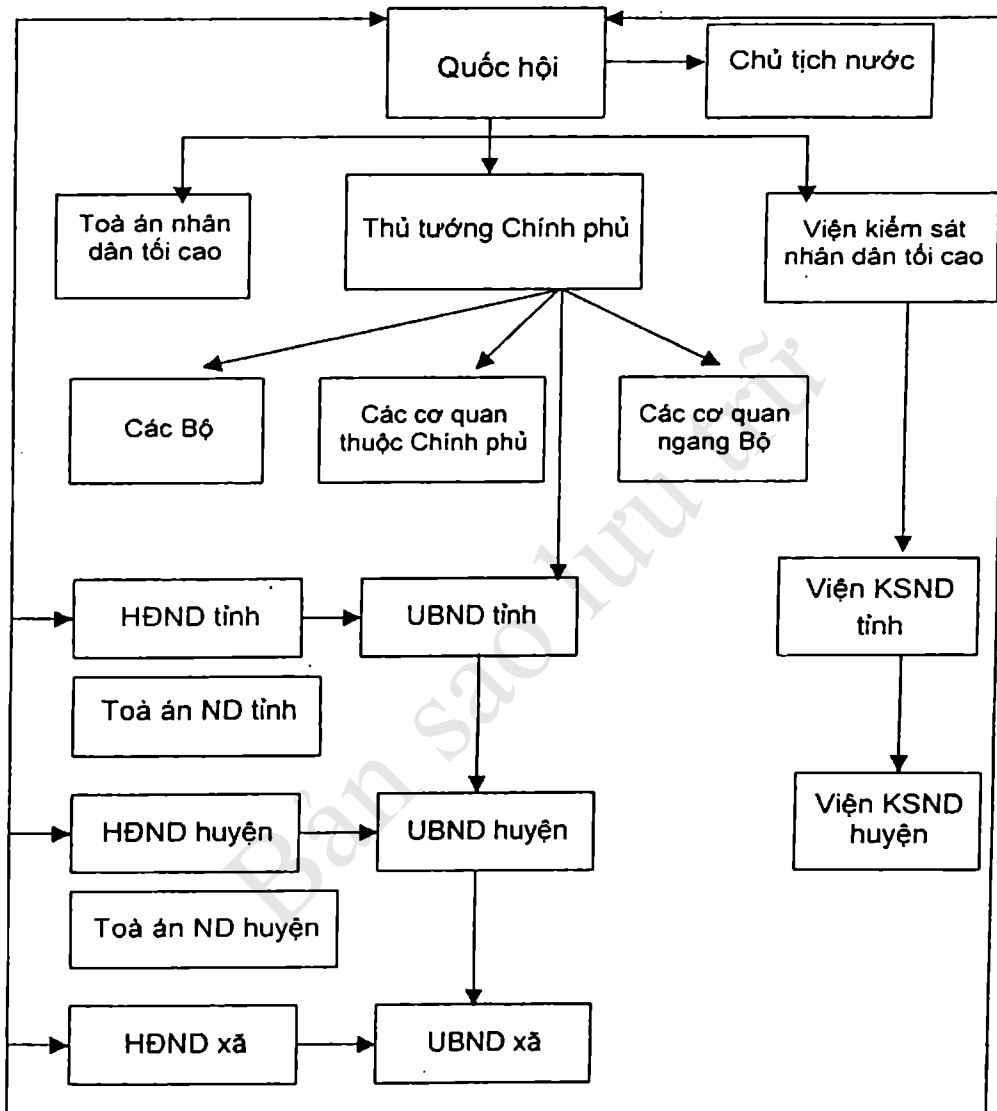 Quốc hội
Chủ tịch nước
Toà án nhân
dân tối cao
Thủ tướng Chính phủ
Viện kiểm sát
nhân dân tối cao
Các Bộ
Các cơ quan
thuộc Chính phủ
Các cơ quan
ngang Bộ
HĐND tỉnh
UBND tỉnh
Viện KSND
tỉnh
Toà án ND tỉnh
HĐND huyện
UBND huyện
Viện KSND
huyện
Toà án ND huyện
HĐND xã
UBND xã
Bản sao lưu trữ